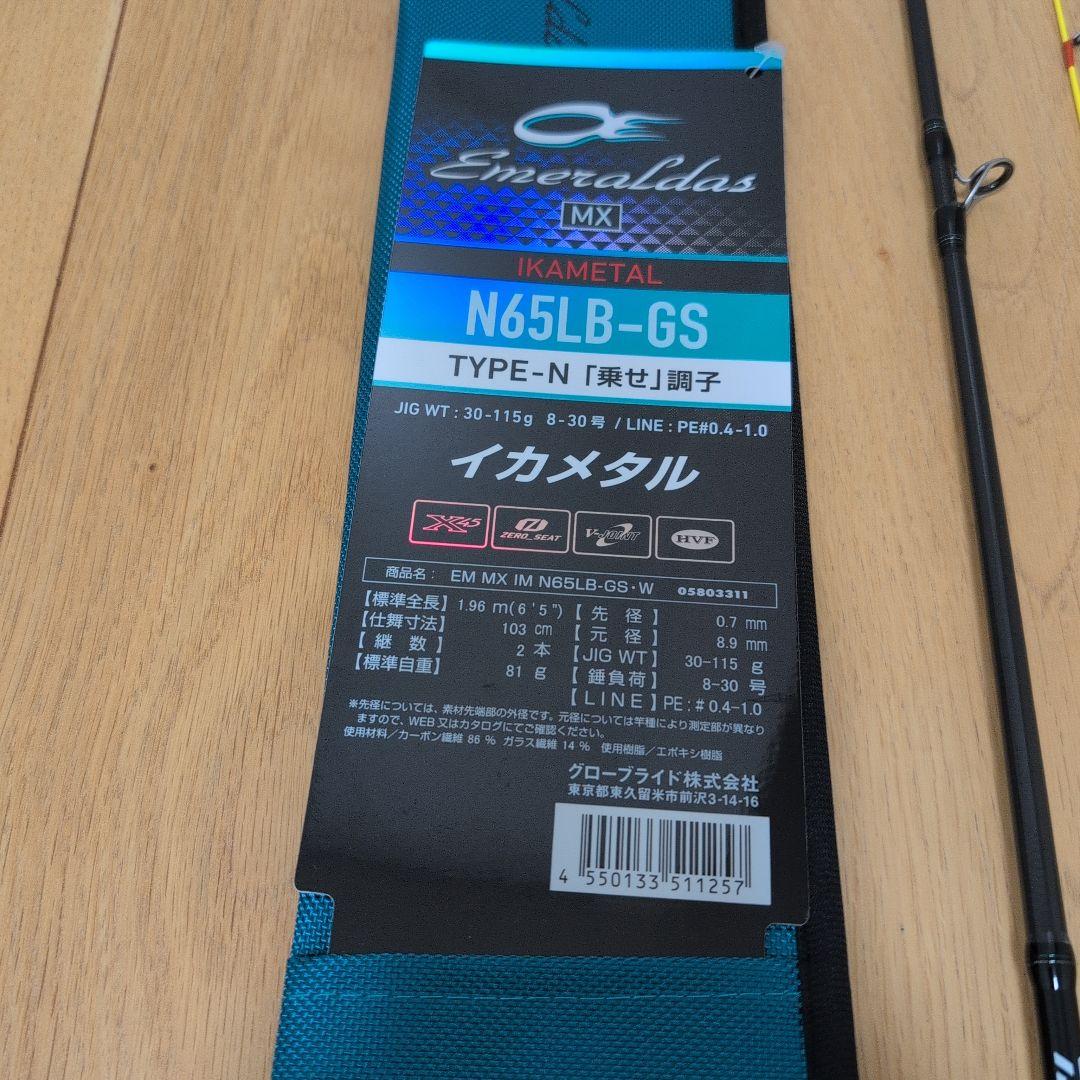 Emeraldas
MX
IKAMETAL
N65LB-GS
TYPE-N「乗せ」調子
JIG WT : 30-115g 8-30号 / LINE : PE#0.4-1.0
イカメタル
X45 ZERO_SEAT V-JOINT HVF
商品名: EM MX IM N65LB-GS・W 05803311
【標準全長】 1.96 m(6'5") 【先 径】 0.7 mm
【仕舞寸法】 103 cm 【元 径】 8.9 mm
【継 数】 2 本 【JIG WT】 30-115 g
【標準自重】 81 g 【錘負荷】 8-30 号
【LINE】 PE:#0.4-1.0
※先径については、素材先端部の外径です。元径については竿種により測定部が異なり
ますので、WEB又はカタログにてご確認ください。
使用材料/カーボン繊維 86 % ガラス繊維 14 % 使用樹脂/エポキシ樹脂
グローブライド株式会社
東京都東久留米市前沢3-14-16
4 550133 511257